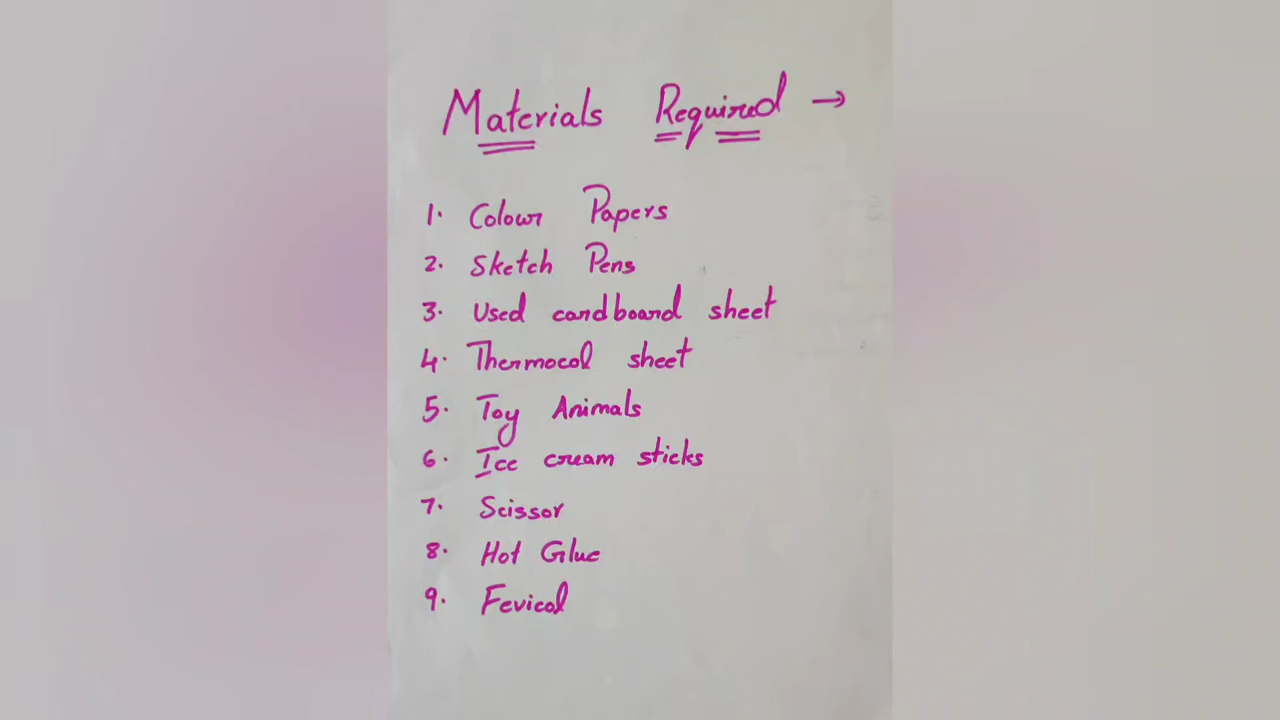 Materials Required →
1. Colour Papers
2. Sketch Pens
3. Used cardboard sheet
4. Thermocol sheet
5. Toy Animals
6. Ice cream sticks
7. Scissor
8. Hot Glue
9. Fevicol